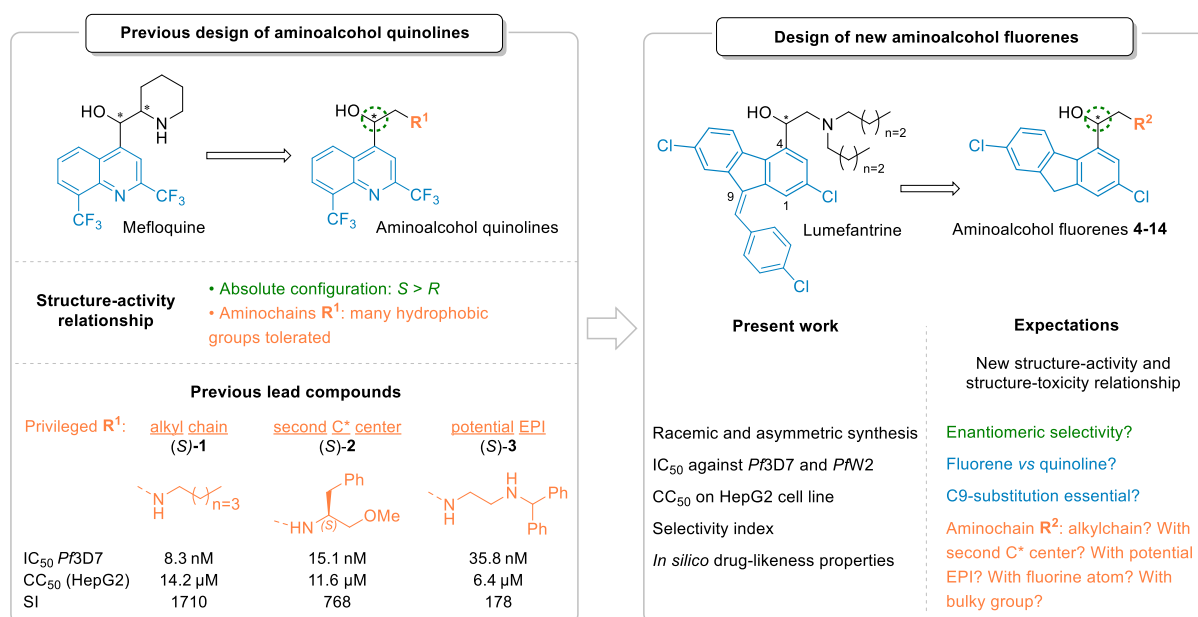 Previous design of aminoalcohol quinolines
HO
*
*
N
H
N
CF3
CF3
Mefloquine
HO
*
R1
N
CF3
CF3
Aminoalcohol quinolines
Structure-activity
relationship
• Absolute configuration: S > R
• Aminochains R1: many hydrophobic
groups tolerated
Previous lead compounds
Privileged R1:
alkyl chain
(S)-1
second C* center
(S)-2
potential EPI
(S)-3
N
H
n=3
Ph
HN
(S)
OMe
N
H
H
N
Ph
Ph
IC50 Pf3D7 8.3 nM 15.1 nM 35.8 nM
CC50 (HepG2) 14.2 µM 11.6 µM 6.4 µM
SI 1710 768 178
Design of new aminoalcohol fluorenes
HO
*
N
n=2
n=2
4
Cl
9
1
Cl
Cl
Lumefantrine
HO
*
R2
Cl
Cl
Aminoalcohol fluorenes 4-14
Present work
Racemic and asymmetric synthesis
IC50 against Pf3D7 and PfW2
CC50 on HepG2 cell line
Selectivity index
In silico drug-likeness properties
Expectations
New structure-activity and
structure-toxicity relationship
Enantiomeric selectivity?
Fluorene vs quinoline?
C9-substitution essential?
Aminochain R2: alkylchain? With
second C* center? With potential
EPI? With fluorine atom? With
bulky group?